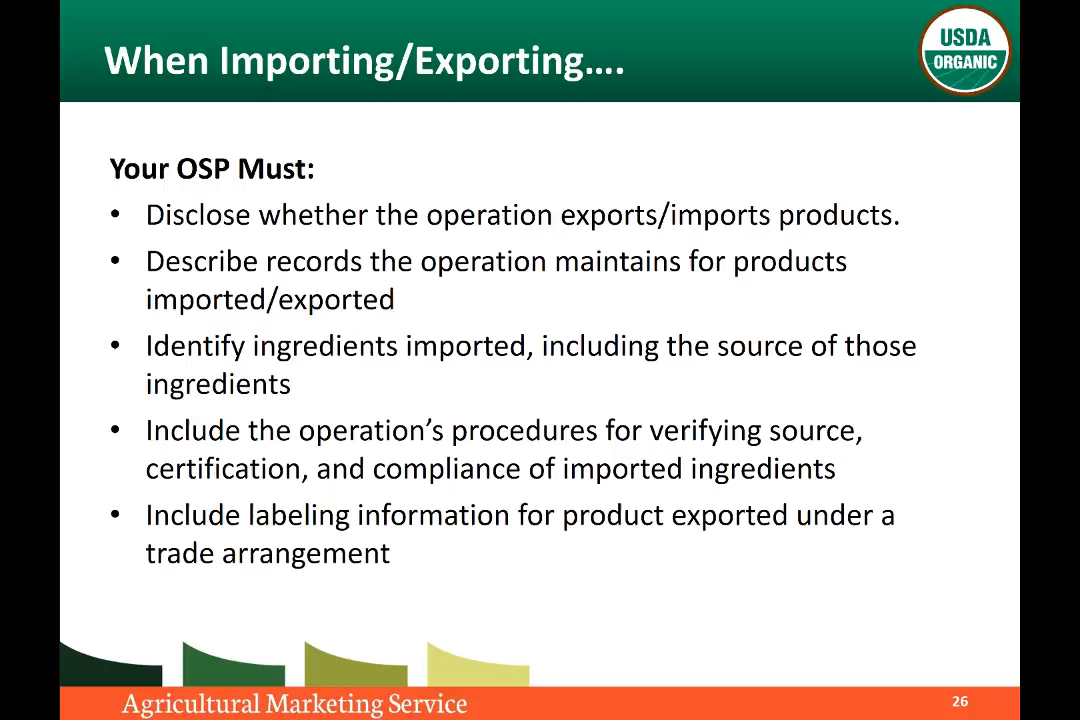 When Importing/Exporting….
USDA
ORGANIC
Your OSP Must:
• Disclose whether the operation exports/imports products.
• Describe records the operation maintains for products
imported/exported
• Identify ingredients imported, including the source of those
ingredients
• Include the operation’s procedures for verifying source,
certification, and compliance of imported ingredients
• Include labeling information for product exported under a
trade arrangement
Agricultural Marketing Service
26